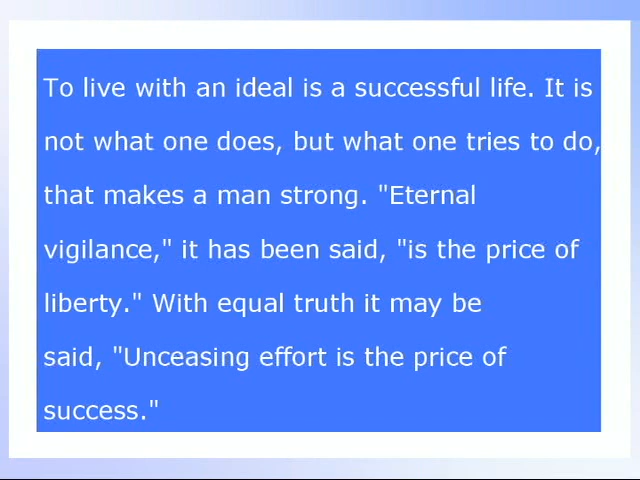 To live with an ideal is a successful life. It is
not what one does, but what one tries to do,
that makes a man strong. "Eternal
vigilance," it has been said, "is the price of
liberty." With equal truth it may be
said, "Unceasing effort is the price of
success."